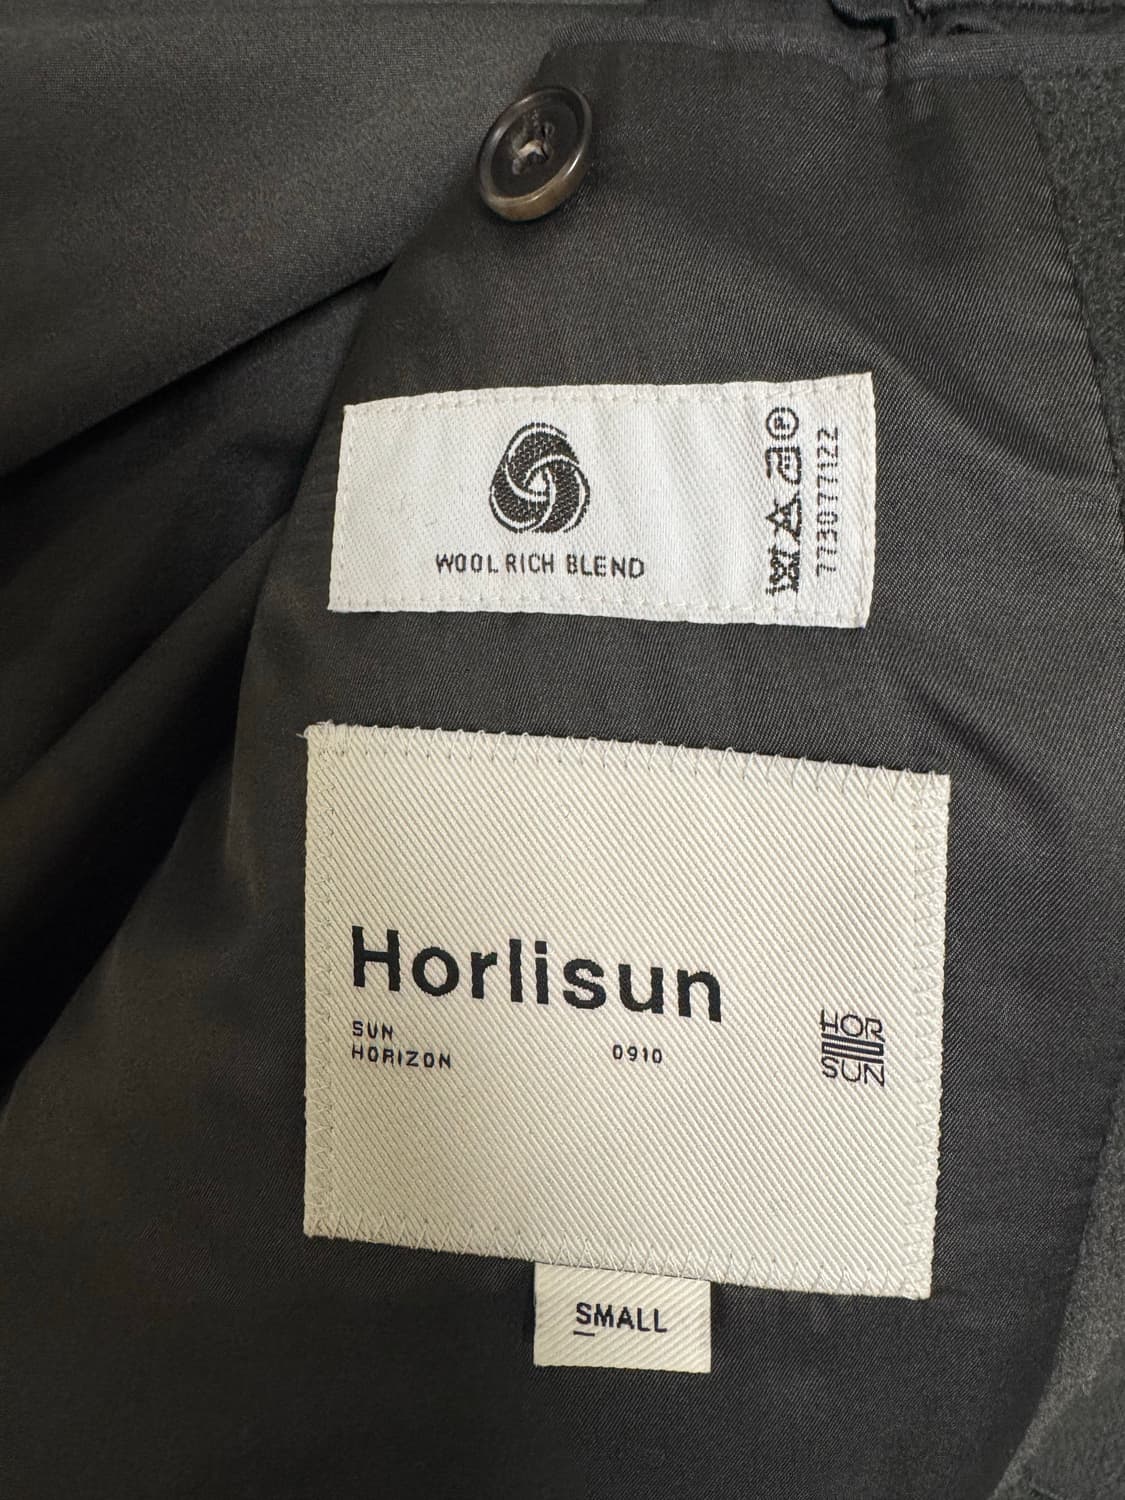 WOOL RICH BLEND
773077122
P
Horlisun
SUN
HORIZON
0910
HOR
SUN
SMALL